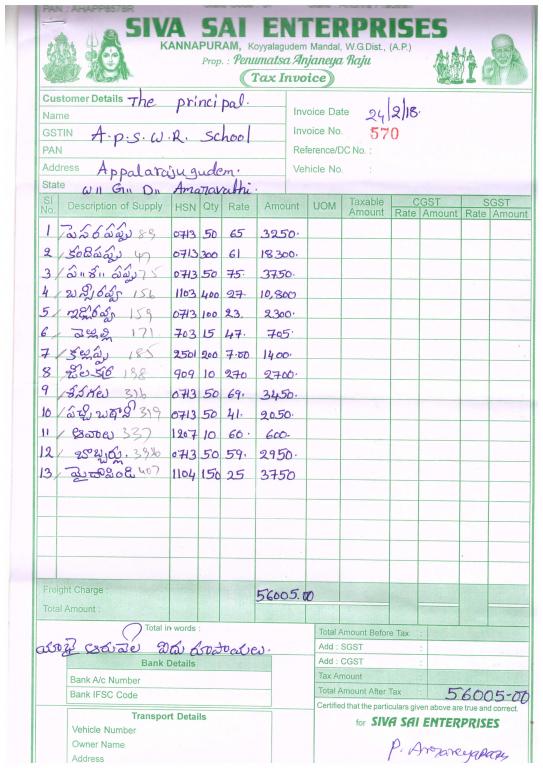 PAN : AHAPP8578R
SIVA SAI ENTERPRISES
KANNAPURAM, Koyyalagudem Mandal, W.G.Dist., (A.P.)
Prop. : Penumatsa Anjaneya Raju
Tax Invoice
Customer Details The principal.
Name
Invoice Date 24/2/18.
GSTIN A.P.S.W.R. School
Invoice No. 570
PAN
Reference/DC No. :
Address Appalarajugudem.
Vehicle No. :
State W" G" D" Amaravathi.
Sl No. Description of Supply HSN Qty Rate Amount UOM Taxable Amount CGST Rate Amount SGST Rate Amount
1 పెసరపప్పు 89 0713 50 65 3250.
2 కందిపప్పు 47 0713 300 61 18300.
3 ప"శ" పప్పు 75 0713 50 75. 3750.
4 బన్సీరవ్వ 156 1103 400 27. 10,800
5 ఇడ్లీరవ్వ 159 0713 100 23. 2300.
6 వెల్లుల్లి 171 703 15 47. 705.
7 కల్లుప్పు 185 2501 200 7.00 1400.
8 జీలకర్ర 198 909 10 270 2700.
9 శనగలు 316 0713 50 69. 3450.
10 పచ్చి బఠానీ 319 0713 50 41. 2050.
11 ఆవాలు 337 1207 10 60. 600.
12 బొబ్బర్లు. 0713 50 59. 2950.
13 మైదాపిండి 407 1104 150 25 3750
Freight Charge : 56005.00
Total Amount :
Total in words :
యాభై ఆరువేల ఐదు రూపాయలు.
Total Amount Before Tax :
Add : SGST :
Bank Details
Add : CGST :
Bank A/c Number
Tax Amount :
Bank IFSC Code
Total Amount After Tax : 56005-00
Certified that the particulars given above are true and correct.
Transport Details
for SIVA SAI ENTERPRISES
Vehicle Number
Owner Name
Address
P. Anjaneyaraju